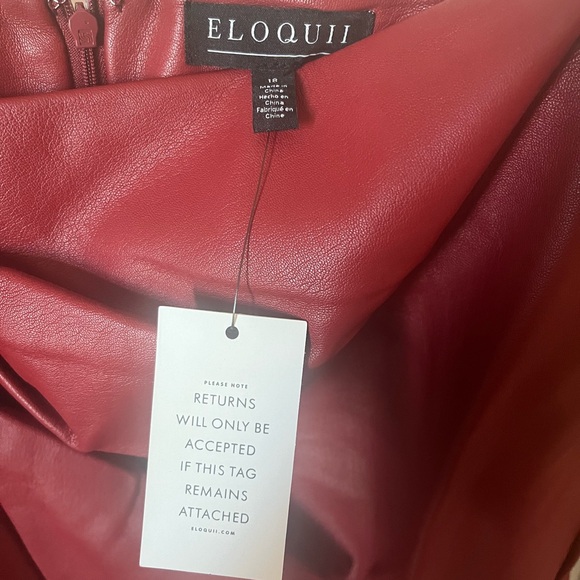 ELOQUII
18
Made in
China
Hecho en
China
Fabriqué en
Chine
PLEASE NOTE
RETURNS
WILL ONLY BE
ACCEPTED
IF THIS TAG
REMAINS
ATTACHED
ELOQUII.COM